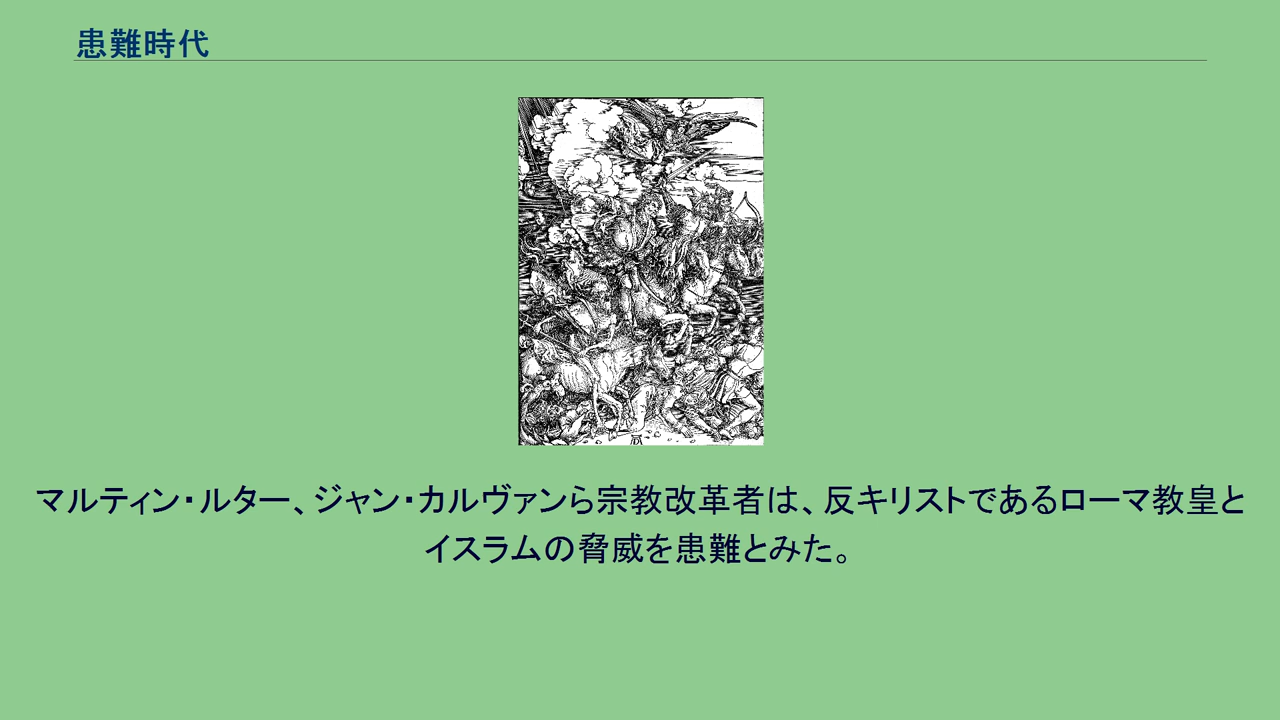 患難時代
マルティン・ルター、ジャン・カルヴァンら宗教改革者は、反キリストであるローマ教皇と
イスラムの脅威を患難とみた。